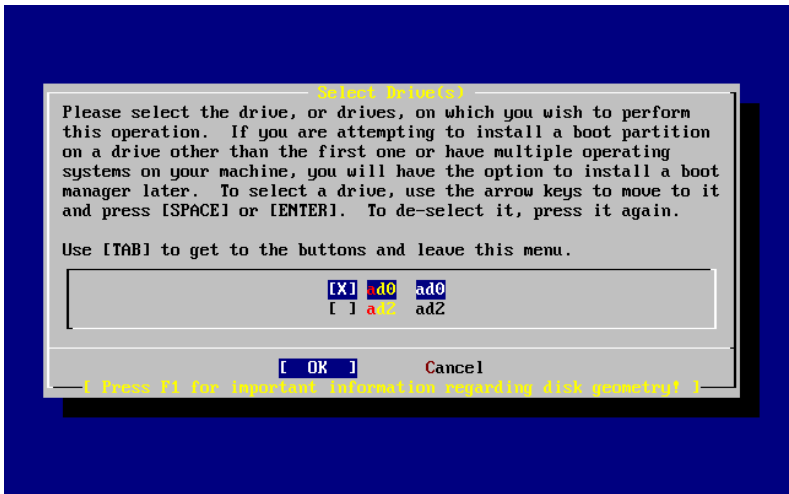 Select Drive(s)
Please select the drive, or drives, on which you wish to perform
this operation.  If you are attempting to install a boot partition
on a drive other than the first one or have multiple operating
systems on your machine, you will have the option to install a boot
manager later.  To select a drive, use the arrow keys to move to it
and press [SPACE] or [ENTER].  To de-select it, press it again.
Use [TAB] to get to the buttons and leave this menu.
[X] ad0  ad0
[ ] ad2  ad2
[  OK  ]  Cancel
[ Press F1 for important information regarding disk geometry! ]